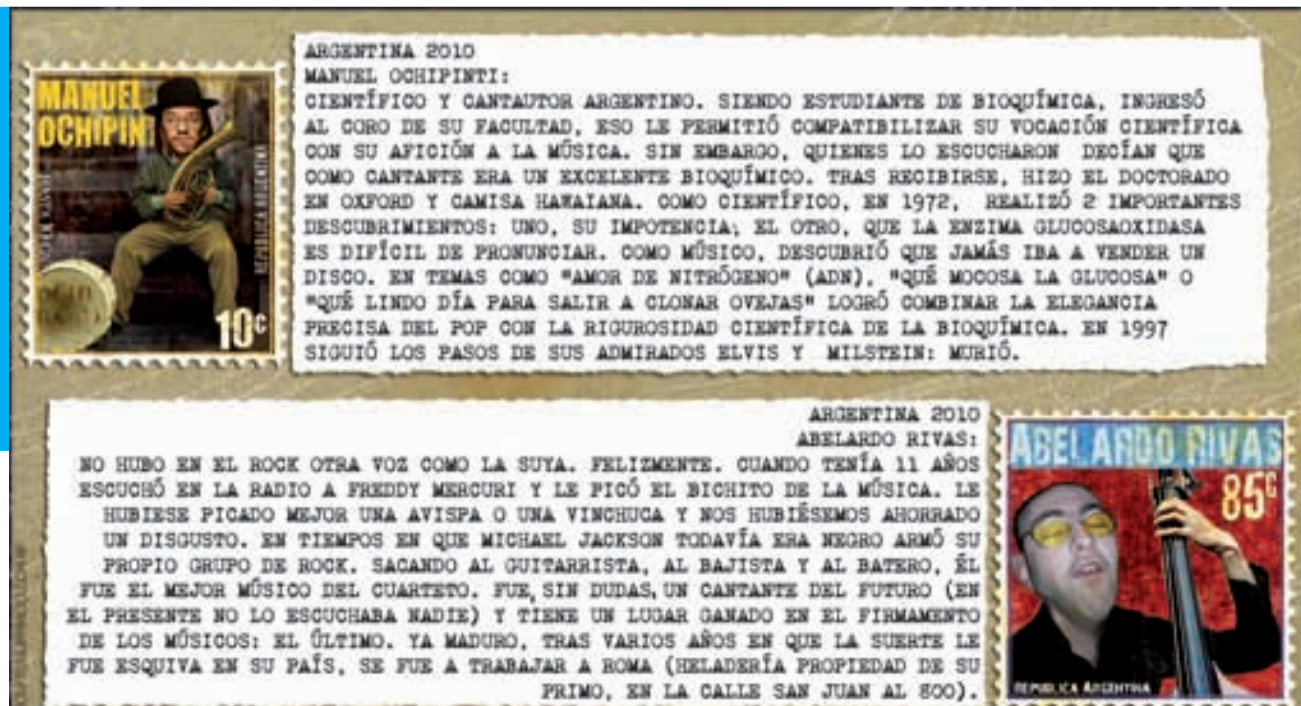 MANUEL
OCHIPINTI
REPUBLICA ARGENTINA
10¢
ARGENTINA 2010
MANUEL OCHIPINTI:
CIENTÍFICO Y CANTAUTOR ARGENTINO. SIENDO ESTUDIANTE DE BIOQUÍMICA, INGRESÓ
AL CORO DE SU FACULTAD, ESO LE PERMITIÓ COMPATIBILIZAR SU VOCACIÓN CIENTÍFICA
CON SU AFICIÓN A LA MÚSICA. SIN EMBARGO, QUIENES LO ESCUCHARON DECÍAN QUE
COMO CANTANTE ERA UN EXCELENTE BIOQUÍMICO. TRAS RECIBIRSE, HIZO EL DOCTORADO
EN OXFORD Y CAMISA HAWAIANA. COMO CIENTÍFICO, EN 1972, REALIZÓ 2 IMPORTANTES
DESCUBRIMIENTOS: UNO, SU IMPOTENCIA; EL OTRO, QUE LA ENZIMA GLUCOSAOXIDASA
ES DIFÍCIL DE PRONUNCIAR. COMO MÚSICO, DESCUBRIÓ QUE JAMÁS IBA A VENDER UN
DISCO. EN TEMAS COMO "AMOR DE NITRÓGENO" (ADN), "QUÉ MOCOSA LA GLUCOSA" O
"QUÉ LINDO DÍA PARA SALIR A CLONAR OVEJAS" LOGRÓ COMBINAR LA ELEGANCIA
PRECISA DEL POP CON LA RIGUROSIDAD CIENTÍFICA DE LA BIOQUÍMICA. EN 1997
SIGUIÓ LOS PASOS DE SUS ADMIRADOS ELVIS Y MILSTEIN: MURIÓ.
ARGENTINA 2010
ABELARDO RIVAS:
NO HUBO EN EL ROCK OTRA VOZ COMO LA SUYA. FELIZMENTE. CUANDO TENÍA 11 AÑOS
ESCUCHÓ EN LA RADIO A FREDDY MERCURI Y LE PICÓ EL BICHITO DE LA MÚSICA. LE
HUBIESE PICADO MEJOR UNA AVISPA O UNA VINCHUCA Y NOS HUBIÉSEMOS AHORRADO
UN DISGUSTO. EN TIEMPOS EN QUE MICHAEL JACKSON TODAVÍA ERA NEGRO ARMÓ SU
PROPIO GRUPO DE ROCK. SACANDO AL GUITARRISTA, AL BAJISTA Y AL BATERO, ÉL
FUE EL MEJOR MÚSICO DEL CUARTETO. FUE, SIN DUDAS, UN CANTANTE DEL FUTURO (EN
EL PRESENTE NO LO ESCUCHABA NADIE) Y TIENE UN LUGAR GANADO EN EL FIRMAMENTO
DE LOS MÚSICOS: EL ÚLTIMO. YA MADURO, TRAS VARIOS AÑOS EN QUE LA SUERTE LE
FUE ESQUIVA EN SU PAÍS, SE FUE A TRABAJAR A ROMA (HELADERÍA PROPIEDAD DE SU
PRIMO, EN LA CALLE SAN JUAN AL 800).
ABELARDO RIVAS
85¢
REPUBLICA ARGENTINA